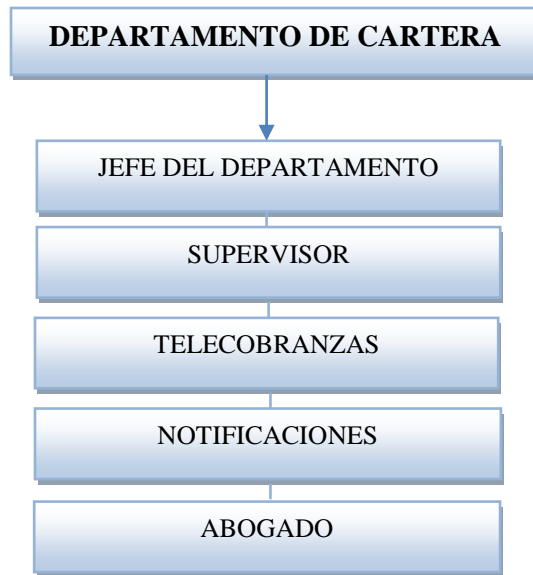 DEPARTAMENTO DE CARTERA
JEFE DEL DEPARTAMENTO
SUPERVISOR
TELECOBRANZAS
NOTIFICACIONES
ABOGADO